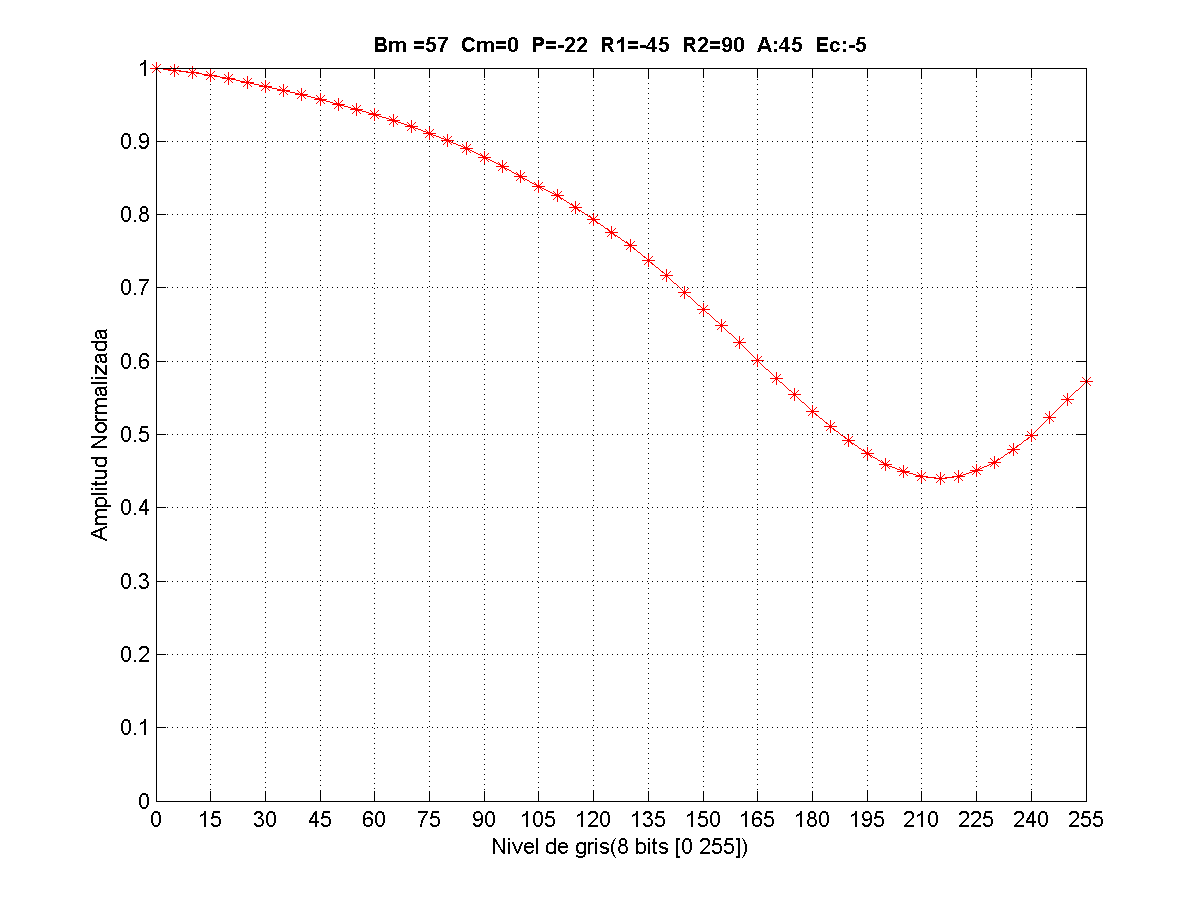 Bm =57  Cm=0  P=-22  R1=-45  R2=90  A:45  Ec:-5
1
0.9
0.8
0.7
0.6
0.5
0.4
0.3
0.2
0.1
0
Amplitud Normalizada
0 15 30 45 60 75 90 105 120 135 150 165 180 195 210 225 240 255
Nivel de gris(8 bits [0 255])